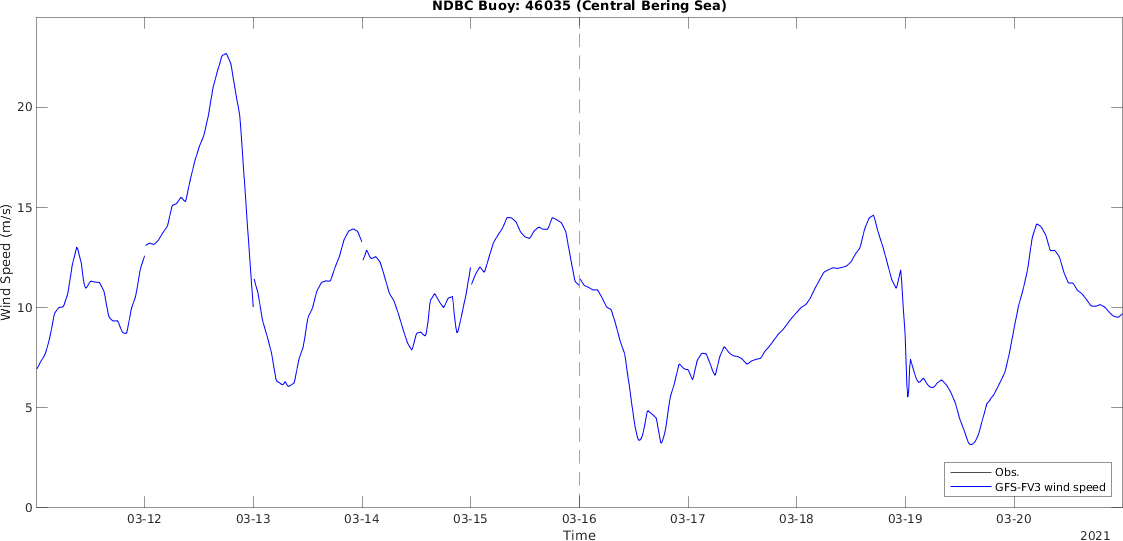 NDBC Buoy: 46035 (Central Bering Sea)
Wind Speed (m/s)
20
15
10
5
0
03-12 03-13 03-14 03-15 03-16 03-17 03-18 03-19 03-20
Time
2021
Obs.
GFS-FV3 wind speed